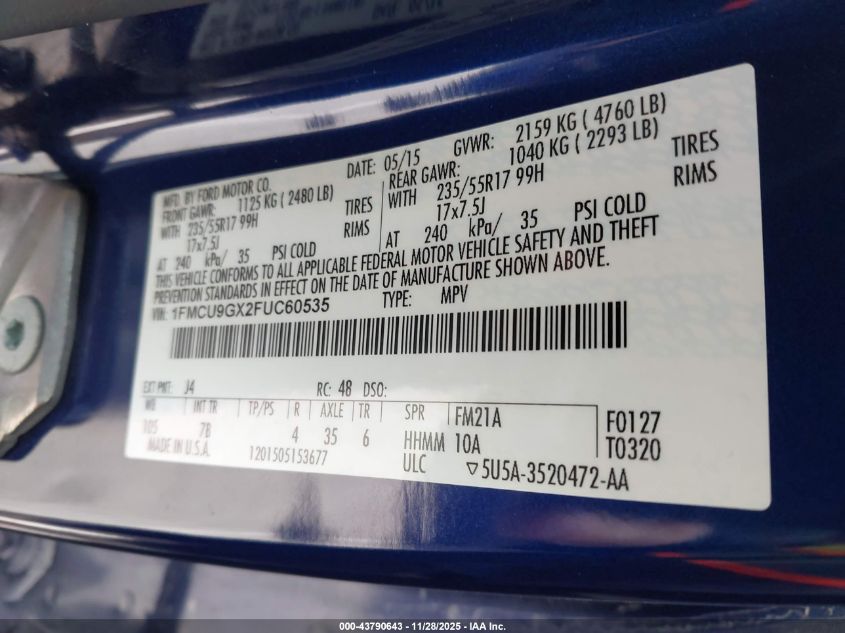 MFD. BY FORD MOTOR CO.
DATE: 05/15 GVWR: 2159 KG ( 4760 LB)
FRONT GAWR: 1125 KG ( 2480 LB)
REAR GAWR: 1040 KG ( 2293 LB)
WITH 235/55R17 99H TIRES
WITH 235/55R17 99H TIRES
17x7.5J RIMS
17x7.5J RIMS
AT 240 kPa/ 35 PSI COLD
AT 240 kPa/ 35 PSI COLD
THIS VEHICLE CONFORMS TO ALL APPLICABLE FEDERAL MOTOR VEHICLE SAFETY AND THEFT
PREVENTION STANDARDS IN EFFECT ON THE DATE OF MANUFACTURE SHOWN ABOVE.
VIN: 1FMCU9GX2FUC60535 TYPE: MPV
EXT PNT: J4 RC: 48 DSO:
WB INT TR TP/PS R AXLE TR SPR FM21A F0127
105 7B 4 35 6 HHMM 10A T0320
MADE IN U.S.A. 1201505153677 ULC ▽5U5A-3520472-AA
000-43790643 - 11/28/2025 - IAA Inc.